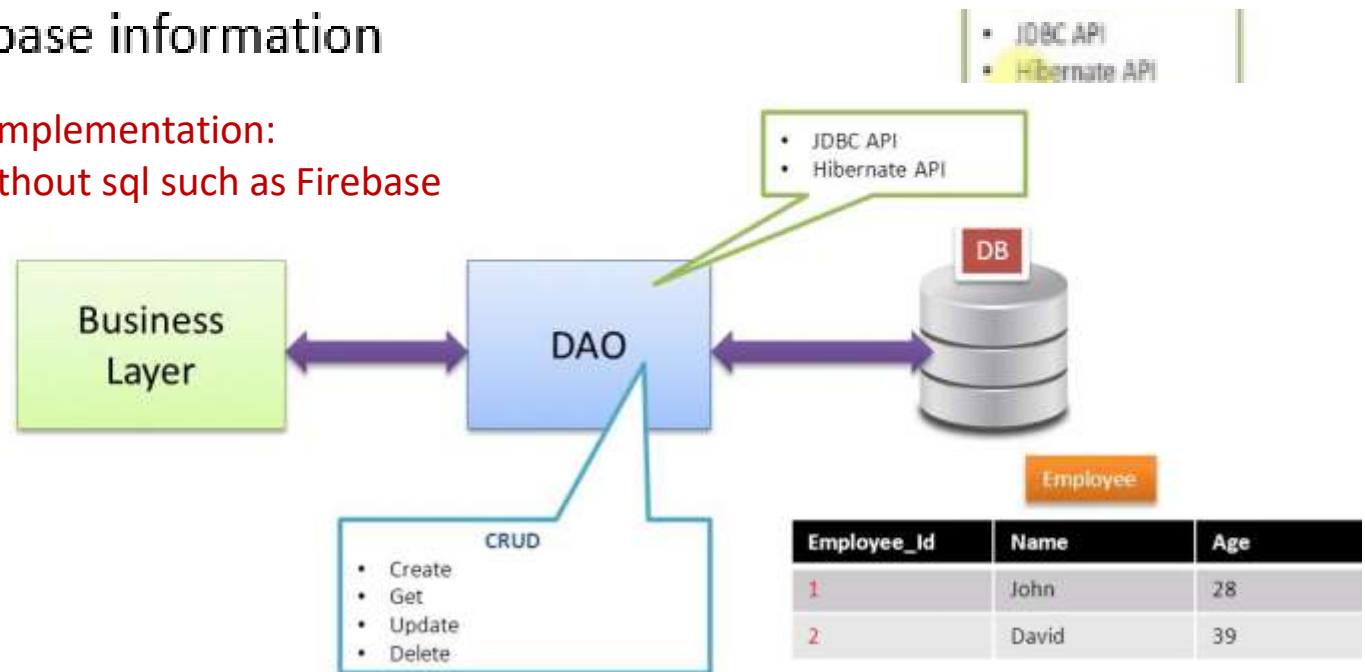 base information
• JDBC API
• Hibernate API
mplementation:
thout sql such as Firebase
• JDBC API
• Hibernate API
Business
Layer
DAO
DB
CRUD
• Create
• Get
• Update
• Delete
Employee
Employee_Id Name Age
1 John 28
2 David 39